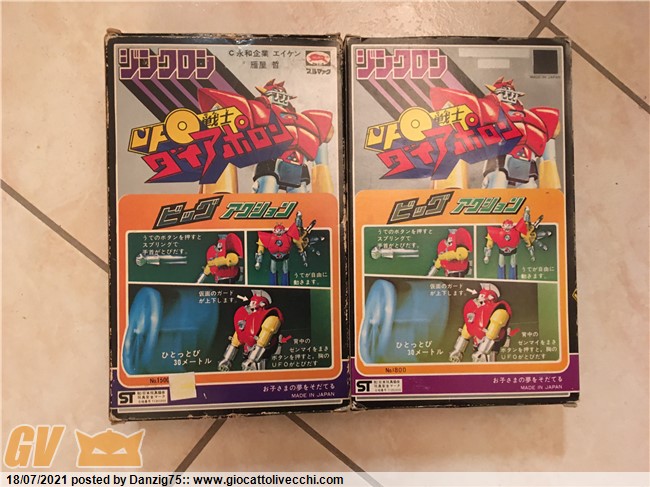 ジンクロン
©永和企業 エイケン
雁屋 哲
ブルマァク
UFO戦士
ダイアポロン
ビッグ アクション
うでのボタンを押すと
スプリングで
手首がとびだす。
うでが自由に
動きます。
仮面のガード
が上下します。
ひとっとび
30メートル
背中の
ゼンマイをまき
ボタンを押すと、胸の
UFOがとびだす
No.1500
ST
お子さまの夢をそだてる
MADE IN JAPAN
ジンクロン
MADE IN JAPAN
UFO戦士
ダイアポロン
ビッグ アクション
うでのボタンを押すと
スプリングで
手首がとびだす。
うでが自由に
動きます。
仮面のガード
が上下します。
ひとっとび
30メートル
背中の
ゼンマイをまき
ボタンを押すと、胸の
UFOがとびだす
No.1800
ST
お子さまの夢をそだてる
MADE IN JAPAN
GV
18/07/2021 posted by Danzig75:: www.giocattolivecchi.com